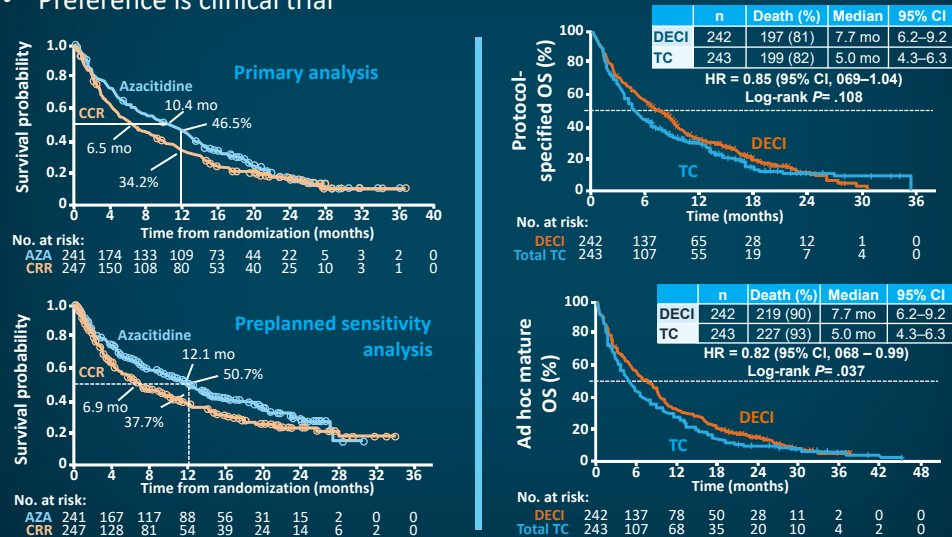 • Preference is clinical trial
Survival probability
1.0
0.8
0.6
0.4
0.2
0
Primary analysis
Azacitidine
CCR
10.4 mo
46.5%
6.5 mo
34.2%
0 4 8 12 16 20 22 26 28 32 36 40
Time from randomization (months)
No. at risk:
AZA 241 174 133 109 73 44 22 5 3 2 0
CRR 247 150 108 80 53 40 25 10 3 1 0
Survival probability
1.0
0.8
0.6
0.4
0.2
0
Preplanned sensitivity
analysis
Azacitidine
CCR
12.1 mo
50.7%
6.9 mo
37.7%
0 4 8 12 16 20 24 28 32 36
Time from randomization (months)
No. at risk:
AZA 241 167 117 88 56 31 15 2 0 0
CRR 247 128 81 54 39 24 14 6 2 0
n Death (%) Median 95% CI
DECI 242 197 (81) 7.7 mo 6.2–9.2
TC 243 199 (82) 5.0 mo 4.3–6.3
HR = 0.85 (95% CI, 069–1.04)
Log-rank P= .108
Protocol-
specified OS (%)
100
80
60
40
20
0
DECI
TC
0 6 12 18 24 30 36
Time (months)
No. at risk:
DECI 242 137 65 28 12 1 0
Total TC 243 107 55 19 7 4 0
n Death (%) Median 95% CI
DECI 242 219 (90) 7.7 mo 6.2–9.2
TC 243 227 (93) 5.0 mo 4.3–6.3
HR = 0.82 (95% CI, 068 – 0.99)
Log-rank P= .037
Ad hoc mature
OS (%)
100
80
60
40
20
0
DECI
TC
0 6 12 18 24 30 36 42 48
Time (months)
No. at risk:
DECI 242 137 78 50 28 11 2 0 0
Total TC 243 107 68 35 20 10 4 2 0